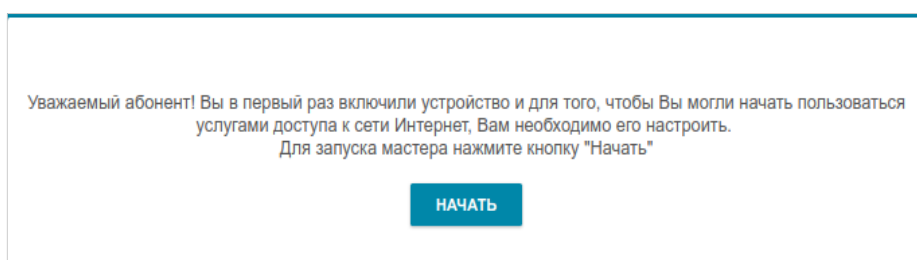 Уважаемый абонент! Вы в первый раз включили устройство и для того, чтобы Вы могли начать пользоваться
услугами доступа к сети Интернет, Вам необходимо его настроить.
Для запуска мастера нажмите кнопку "Начать"
НАЧАТЬ